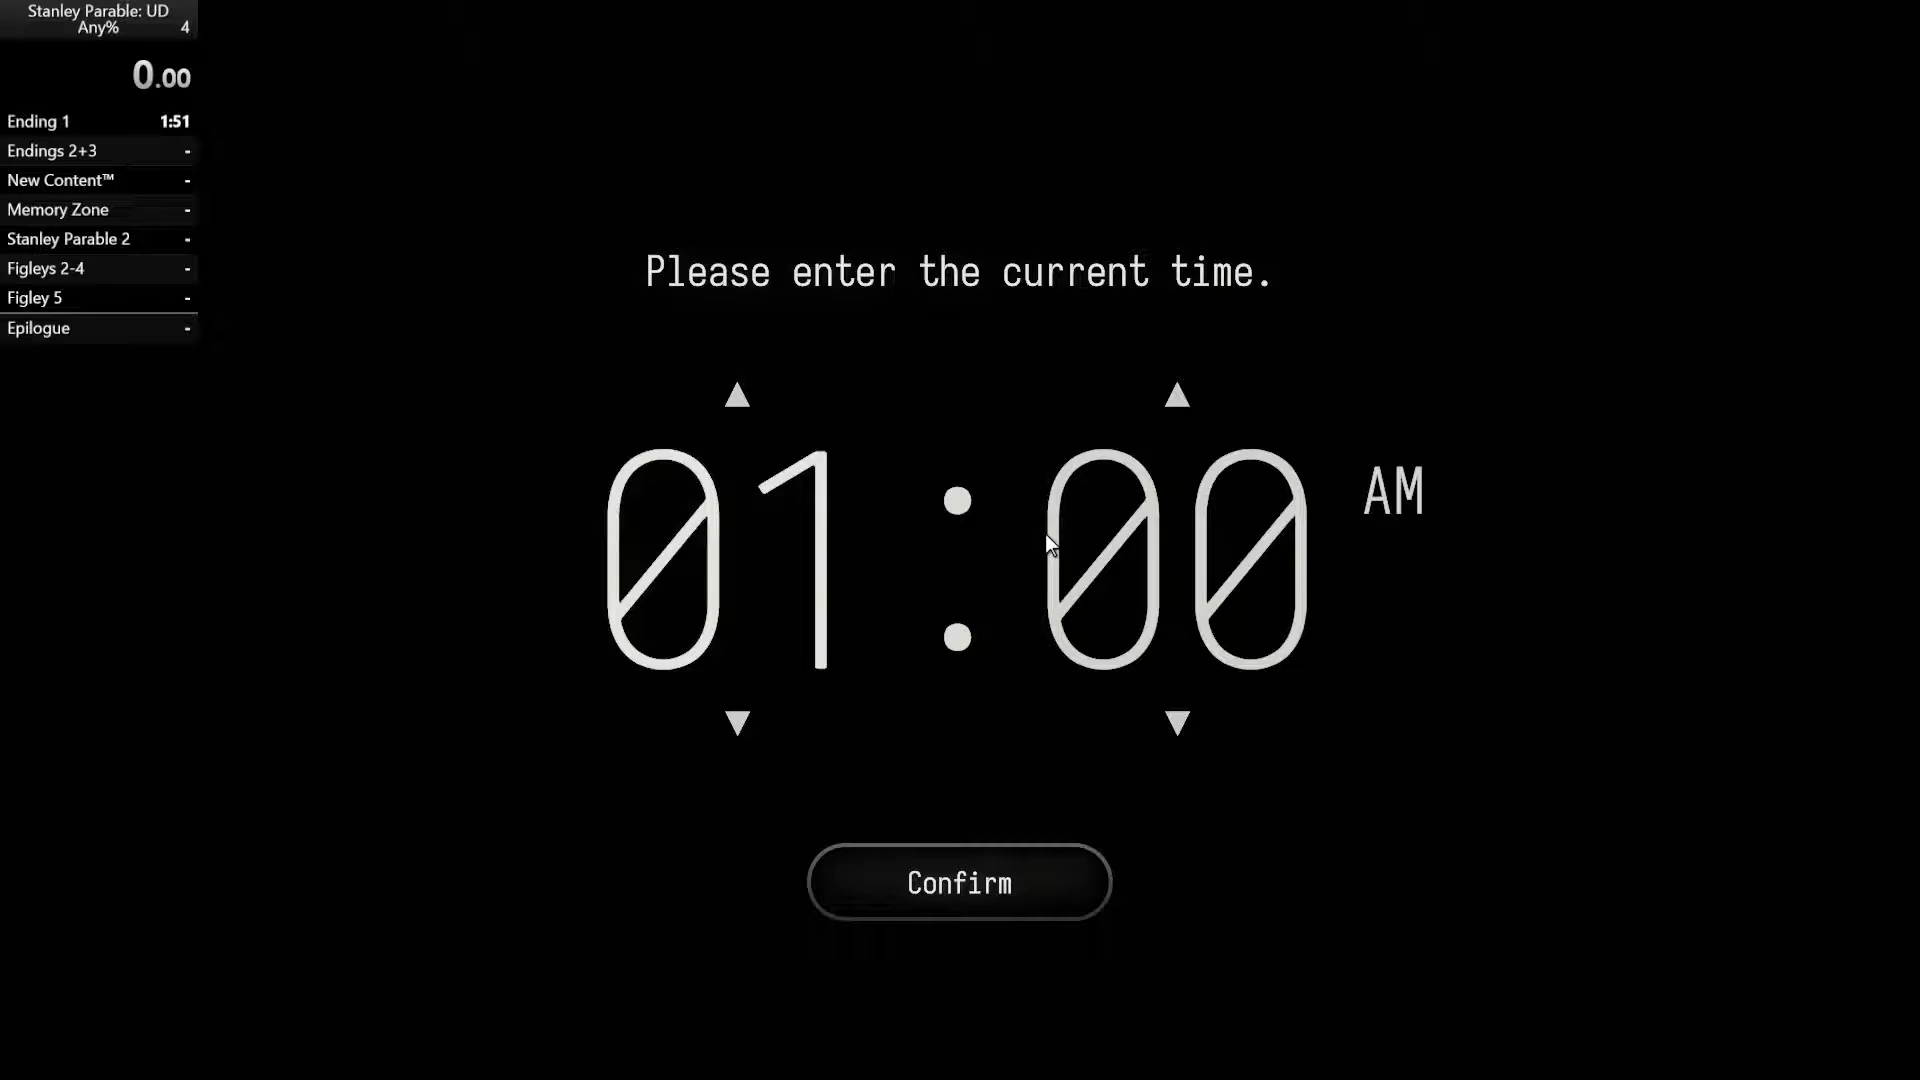 Stanley Parable: UD
Any% 4
0.00
Ending 1 1:51
Endings 2+3 -
New Content™ -
Memory Zone -
Stanley Parable 2 -
Figleys 2-4 -
Figley 5 -
Epilogue -
Please enter the current time.
▲ ▲
01:00 AM
▼ ▼
Confirm